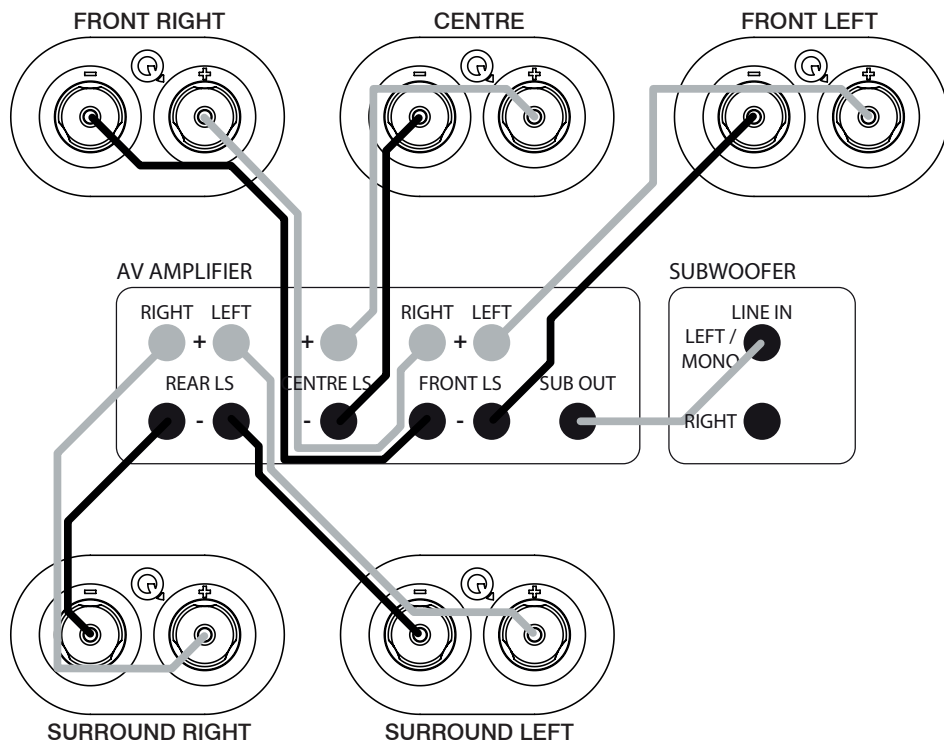 FRONT RIGHT
CENTRE
FRONT LEFT
- +
- +
- +
AV AMPLIFIER
SUBWOOFER
RIGHT LEFT
RIGHT LEFT
LINE IN
+
+
+
LEFT /
MONO
REAR LS
CENTRE LS
FRONT LS
SUB OUT
-
-
-
RIGHT
- +
- +
SURROUND RIGHT
SURROUND LEFT